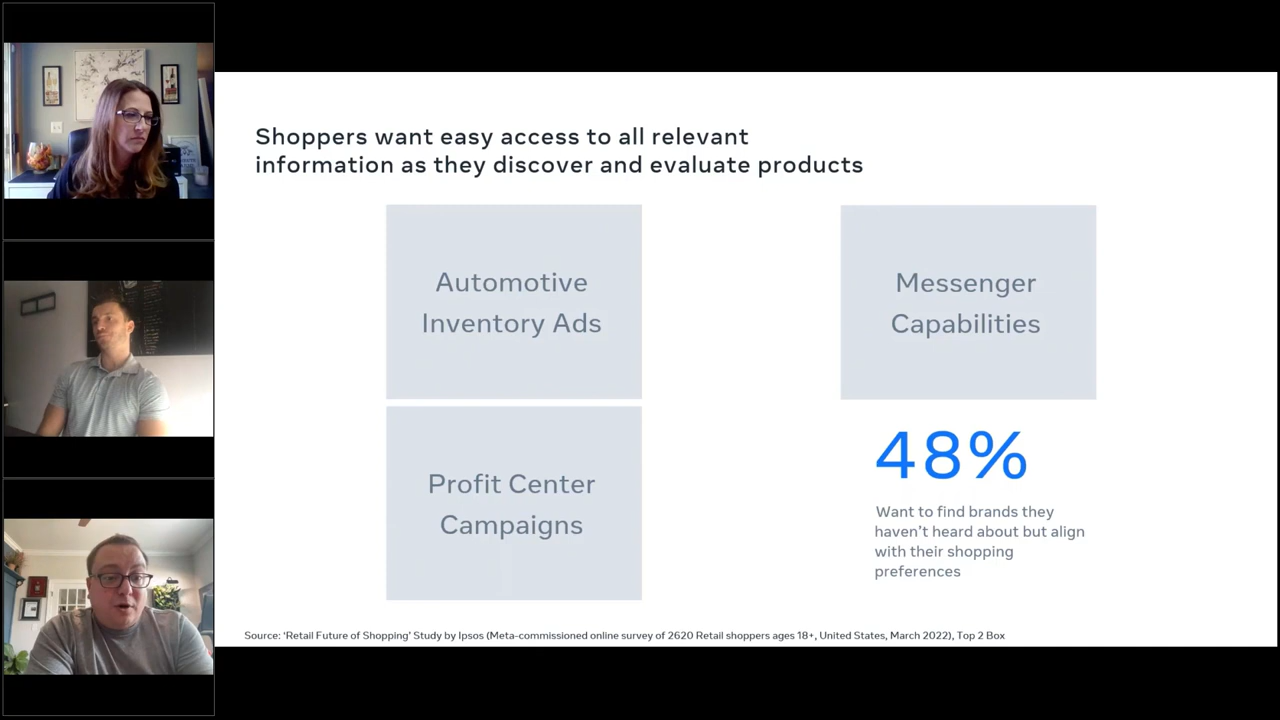 Shoppers want easy access to all relevant
information as they discover and evaluate products
Automotive
Inventory Ads
Messenger
Capabilities
Profit Center
Campaigns
48%
Want to find brands they
haven't heard about but align
with their shopping
preferences
Source: 'Retail Future of Shopping' Study by Ipsos (Meta-commissioned online survey of 2620 Retail shoppers ages 18+, United States, March 2022), Top 2 Box